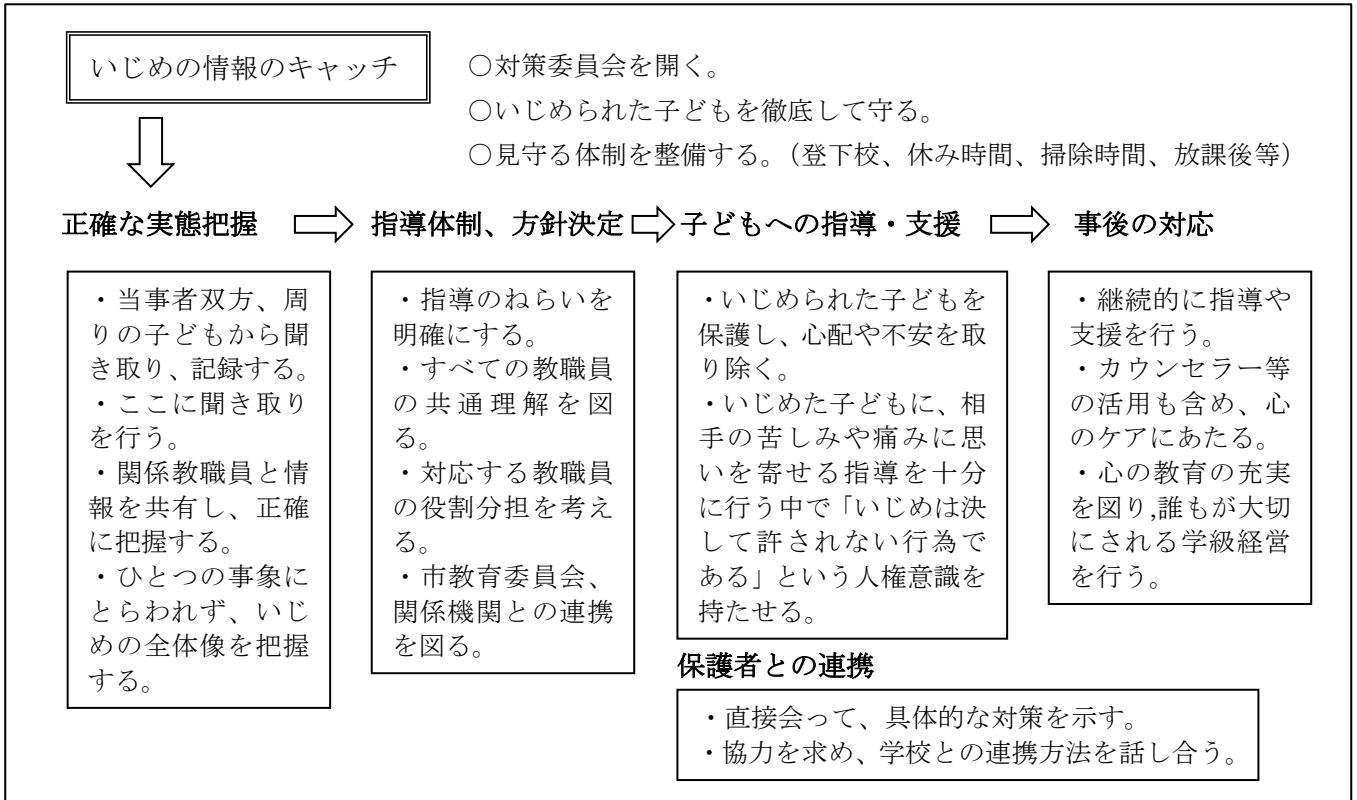 いじめの情報のキャッチ
○対策委員会を開く。
○いじめられた子どもを徹底して守る。
○見守る体制を整備する。（登下校、休み時間、掃除時間、放課後等）
正確な実態把握
・当事者双方、周
りの子どもから聞
き取り、記録する。
・ここに聞き取り
を行う。
・関係教職員と情
報を共有し、正確
に把握する。
・ひとつの事象に
とらわれず、いじ
めの全体像を把握
する。
指導体制、方針決定
・指導のねらいを
明確にする。
・すべての教職員
の共通理解を図
る。
・対応する教職員
の役割分担を考え
る。
・市教育委員会、
関係機関との連携
を図る。
子どもへの指導・支援
・いじめられた子どもを
保護し、心配や不安を取
り除く。
・いじめた子どもに、相
手の苦しみや痛みに思
いを寄せる指導を十分
に行う中で「いじめは決
して許されない行為で
ある」という人権意識を
持たせる。
保護者との連携
・直接会って、具体的な対策を示す。
・協力を求め、学校との連携方法を話し合う。
事後の対応
・継続的に指導や
支援を行う。
・カウンセラー等
の活用も含め、心
のケアにあたる。
・心の教育の充実
を図り,誰もが大切
にされる学級経営
を行う。